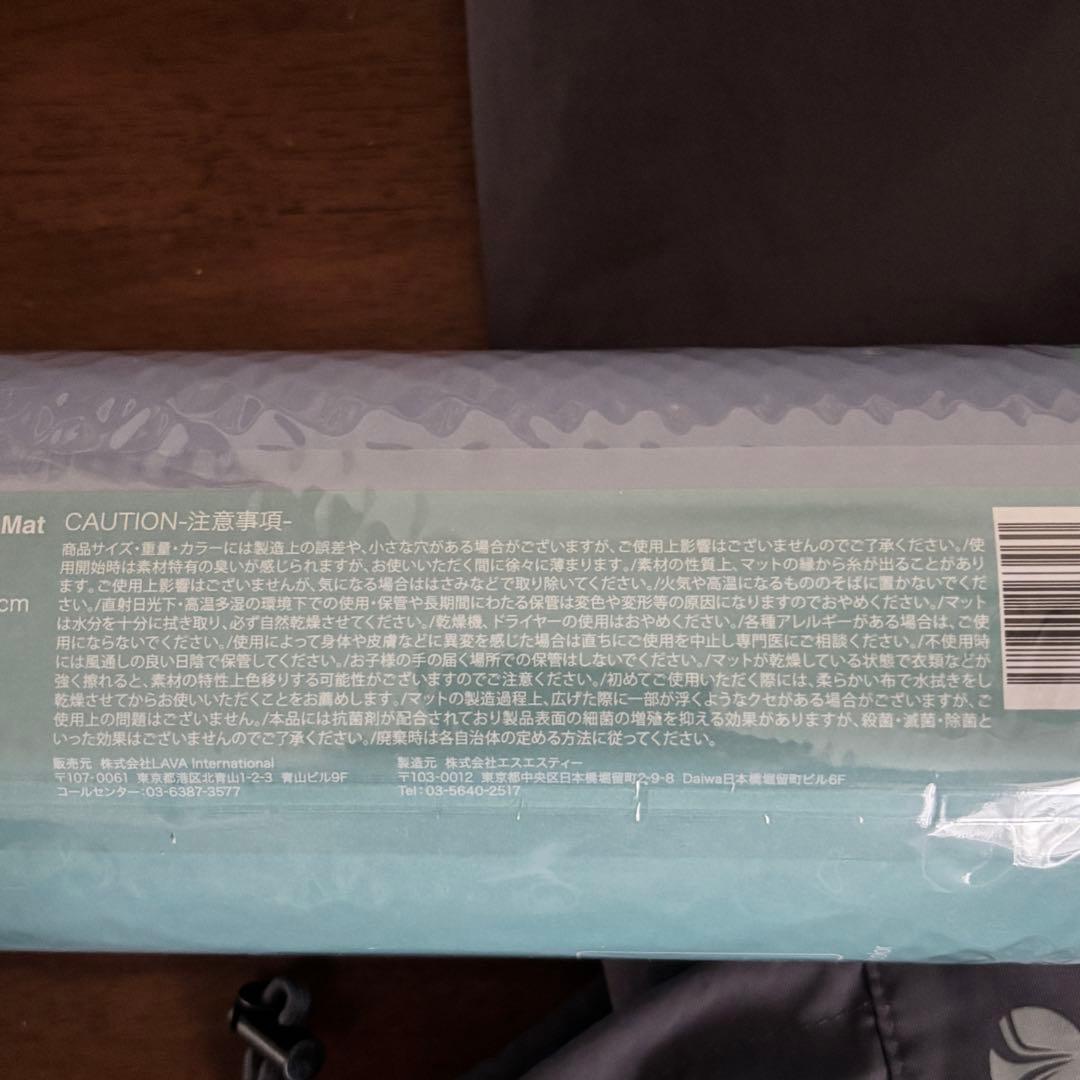 Mat
CAUTION-注意事項-
商品サイズ・重量・カラーには製造上の誤差や、小さな穴がある場合がございますが、ご使用上影響はございませんのでご了承ください。/使
用開始時は素材特有の臭いが感じられますが、お使いいただく間に徐々に薄まります。/素材の性質上、マットの縁から糸が出ることがあり
ます。ご使用上影響はございませんが、気になる場合ははさみなどで取り除いてください。/火気や高温になるもののそばに置かないでくだ
cm
さい。/直射日光下・高温多湿の環境下での使用・保管や長期間にわたる保管は変色や変形等の原因になりますのでおやめください。/マット
は水分を十分に拭き取り、必ず自然乾燥させてください。/乾燥機、ドライヤーの使用はおやめください。/各種アレルギーがある場合は、ご使
用にならないでください。/使用によって身体や皮膚などに異変を感じた場合は直ちにご使用を中止し専門医にご相談ください。/不使用時
には風通しの良い日陰で保管してください。/お子様の手の届く場所での保管はしないでください。/マットが乾燥している状態で衣類などが
強く擦れると、素材の特性上色移りする可能性がございますのでご注意ください。/初めてご使用いただく際には、柔らかい布で水拭きをし
乾燥させてからお使いいただくことをお薦めします。/マットの製造過程上、広げた際に一部が浮くようなクセがある場合がございますが、ご
使用上の問題はございません。/本品には抗菌剤が配合されており製品表面の細菌の増殖を抑える効果がありますが、殺菌・滅菌・除菌と
いった効果はございませんのでご了承ください。/廃棄時は各自治体の定める方法に従ってください。
販売元 株式会社LAVA International
〒107-0061 東京都港区北青山1-2-3 青山ビル9F
コールセンター:03-6387-3577
製造元 株式会社エスエスティー
〒103-0012 東京都中央区日本橋堀留町2-9-8 Daiwa日本橋堀留町ビル6F
Tel:03-5640-2517